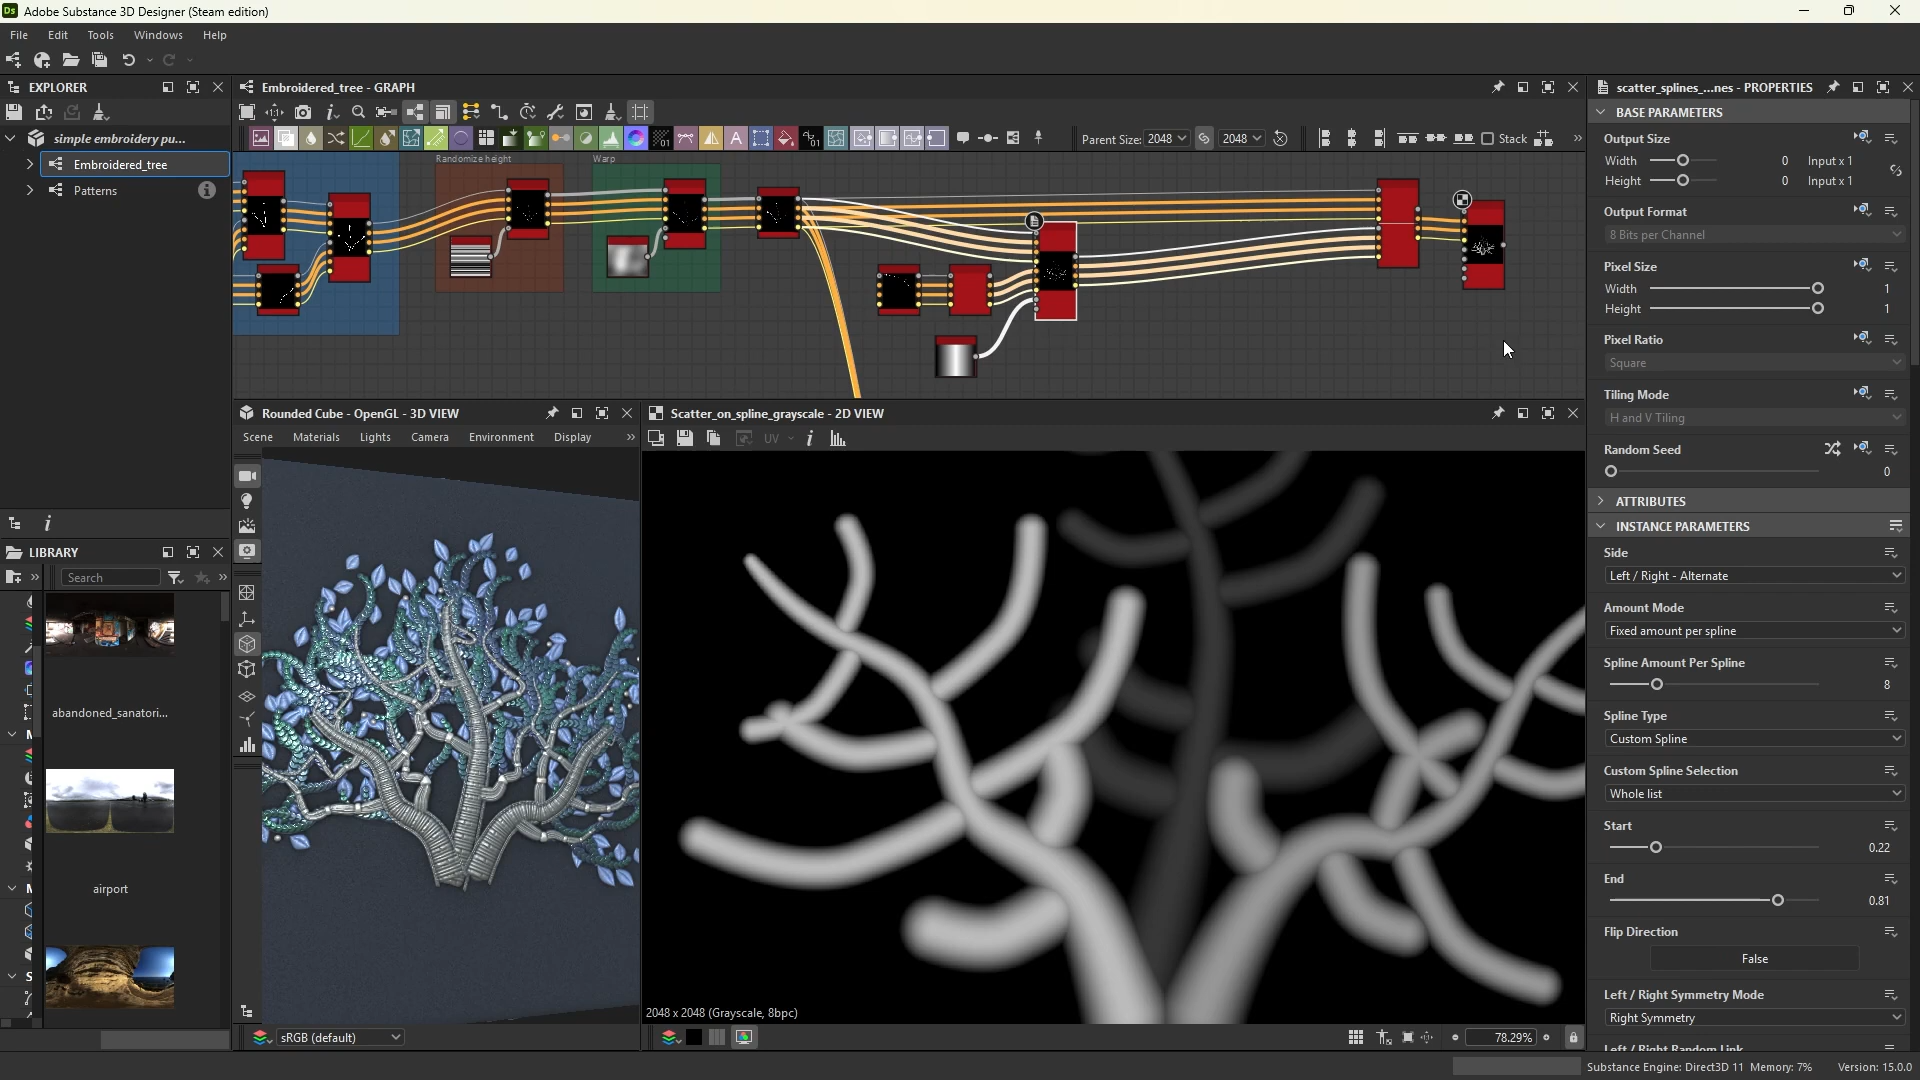 Ds Adobe Substance 3D Designer (Steam edition)
File Edit Tools Windows Help
EXPLORER
simple embroidery pu...
Embroidered_tree
Patterns
LIBRARY
Search
abandoned_sanatori...
airport
Embroidered_tree - GRAPH
Parent Size: 2048 2048 Stack
Randomize height Warp
Rounded Cube - OpenGL - 3D VIEW
Scene Materials Lights Camera Environment Display
sRGB (default)
Scatter_on_spline_grayscale - 2D VIEW
UV
2048 x 2048 (Grayscale, 8bpc)
78.29%
scatter_splines_...nes - PROPERTIES
BASE PARAMETERS
Output Size
Width 0 Input x 1
Height 0 Input x 1
Output Format
8 Bits per Channel
Pixel Size
Width 1
Height 1
Pixel Ratio
Square
Tiling Mode
H and V Tiling
Random Seed
0
ATTRIBUTES
INSTANCE PARAMETERS
Side
Left / Right - Alternate
Amount Mode
Fixed amount per spline
Spline Amount Per Spline
8
Spline Type
Custom Spline
Custom Spline Selection
Whole list
Start
0.22
End
0.81
Flip Direction
False
Left / Right Symmetry Mode
Right Symmetry
Left / Right Random Link
Substance Engine: Direct3D 11 Memory: 7% Version: 15.0.0